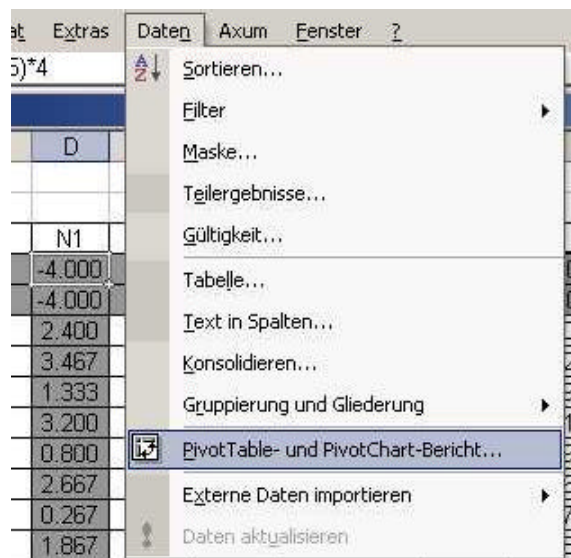 at Extras Daten Axum Fenster ?
5)*4
Sortieren...
Filter
D
Maske...
Teilergebnisse...
N1
Gültigkeit...
-4.000
Tabelle...
-4.000
Text in Spalten...
2.400
3.467
Konsolidieren...
1.333
Gruppierung und Gliederung
3.200
0.800
PivotTable- und PivotChart-Bericht...
2.667
Externe Daten importieren
0.267
1.867
Daten aktualisieren